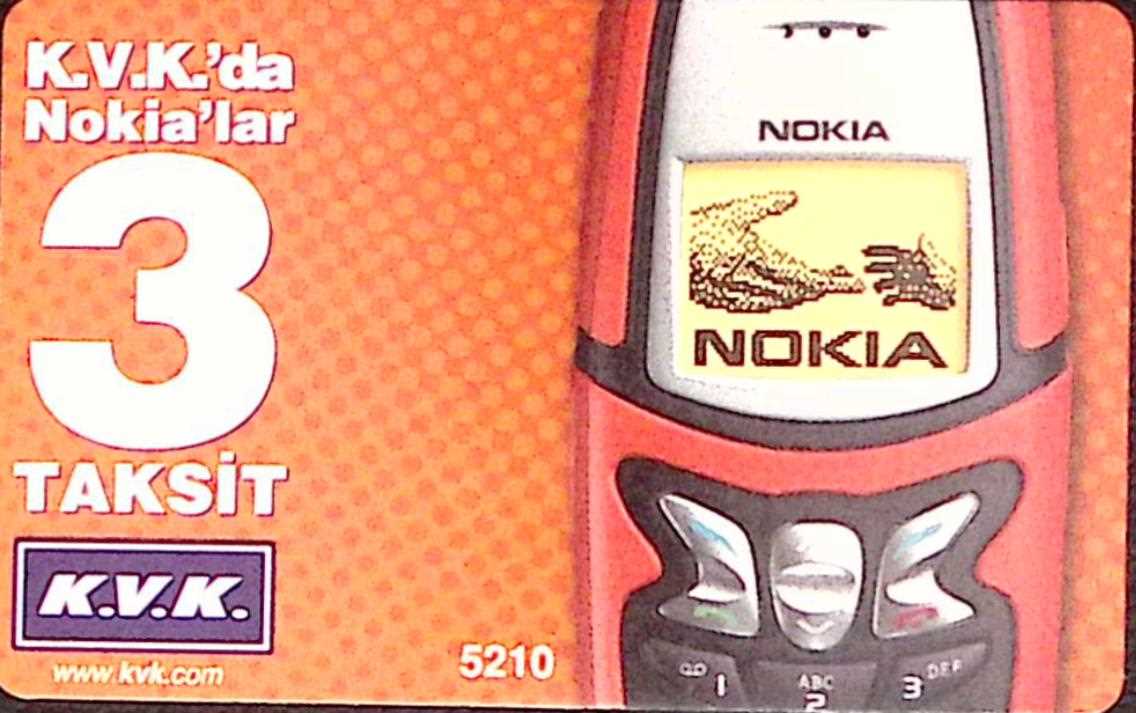 K.V.K.'da
Nokia'lar
3
TAKSİT
K.V.K.
www.kvk.com
5210
NOKIA
NOKIA
1
ABC
2
3 DEF